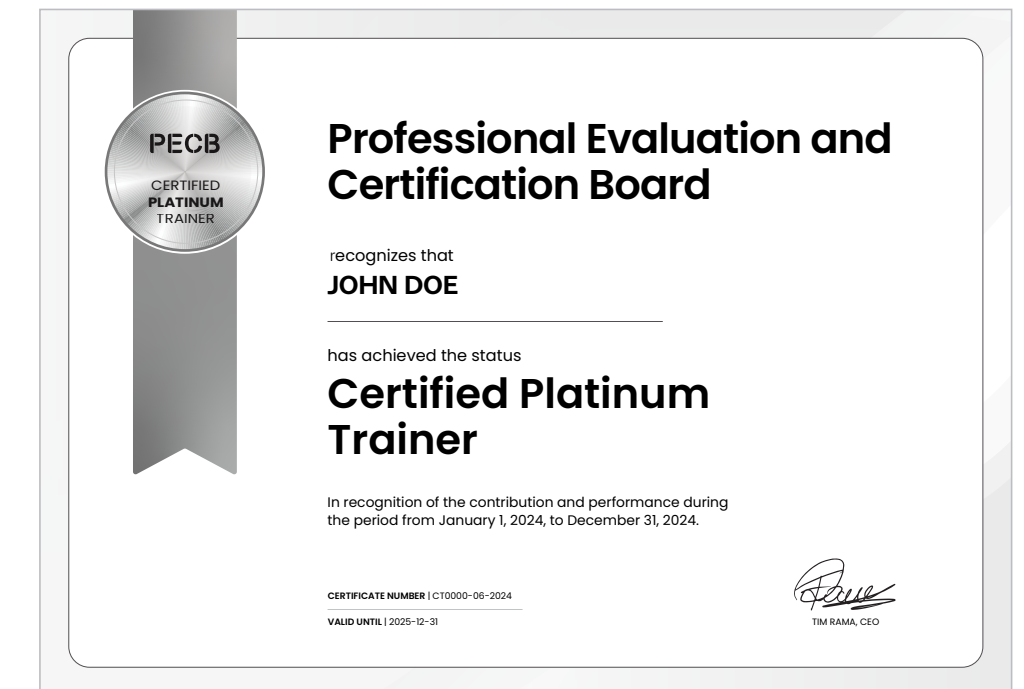 PECB
CERTIFIED
PLATINUM
TRAINER
Professional Evaluation and
Certification Board
recognizes that
JOHN DOE
has achieved the status
Certified Platinum
Trainer
In recognition of the contribution and performance during
the period from January 1, 2024, to December 31, 2024.
CERTIFICATE NUMBER | CT0000-06-2024
VALID UNTIL | 2025-12-31
TIM RAMA, CEO